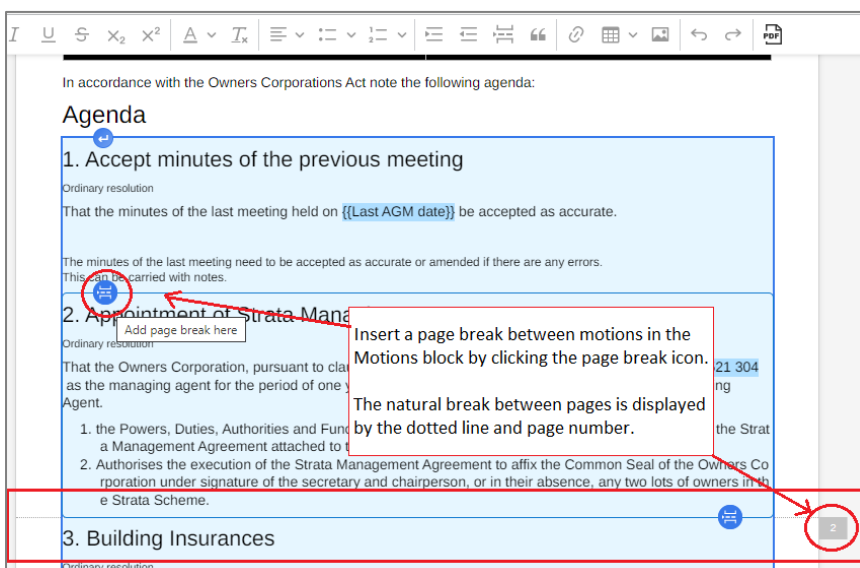 I U S X₂ X² A Tx PDF
In accordance with the Owners Corporations Act note the following agenda:
Agenda
1. Accept minutes of the previous meeting
Ordinary resolution
That the minutes of the last meeting held on {{Last AGM date}} be accepted as accurate.
The minutes of the last meeting need to be accepted as accurate or amended if there are any errors.
This can be carried with notes.
2. Appointment of Strata Mana
Add page break here
Ordinary resolution
Insert a page break between motions in the
Motions block by clicking the page break icon.
The natural break between pages is displayed
by the dotted line and page number.
That the Owners Corporation, pursuant to 21 304
as the managing agent for the period of one ng
Agent.
1. the Powers, Duties, Authorities and the Strat
a Management Agreement attached to
2. Authorises the execution of the Strata Management Agreement to affix the Common Seal of the Owners Co
rporation under signature of the secretary and chairperson, or in their absence, any two lots of owners in th
e Strata Scheme.
2
3. Building Insurances
Ordinary resolution